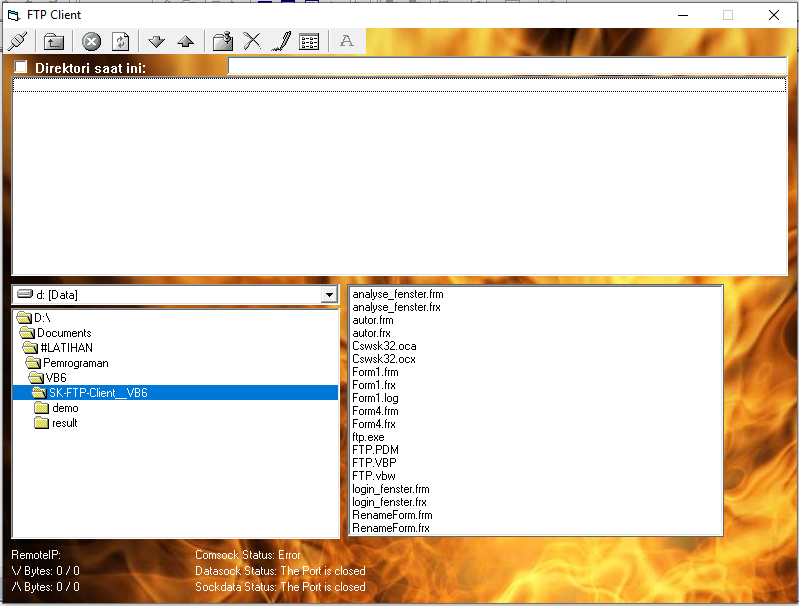 FTP Client
A
Direktori saat ini:
d: [Data]
D:\
Documents
#LATIHAN
Pemrograman
VB6
SK-FTP-Client__VB6
demo
result
analyse_fenster.frm
analyse_fenster.frx
autor.frm
autor.frx
Cswsk32.oca
Cswsk32.ocx
Form1.frm
Form1.frx
Form1.log
Form4.frm
Form4.frx
ftp.exe
FTP.PDM
FTP.VBP
FTP.vbw
login_fenster.frm
login_fenster.frx
RenameForm.frm
RenameForm.frx
RemoteIP:
\/ Bytes: 0 / 0
/\ Bytes: 0 / 0
Comsock Status: Error
Datasock Status: The Port is closed
Sockdata Status: The Port is closed